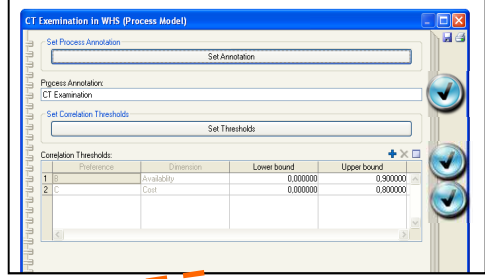 CT Examination in WHS (Process Model)
Set Process Annotation
Set Annotation
Process Annotation:
CT Examination
Set Correlation Thresholds
Set Thresholds
Correlation Thresholds:
Preference Dimension Lower bound Upper bound
1 B Availablity 0,000000 0,900000
2 C Cost 0,000000 0,800000